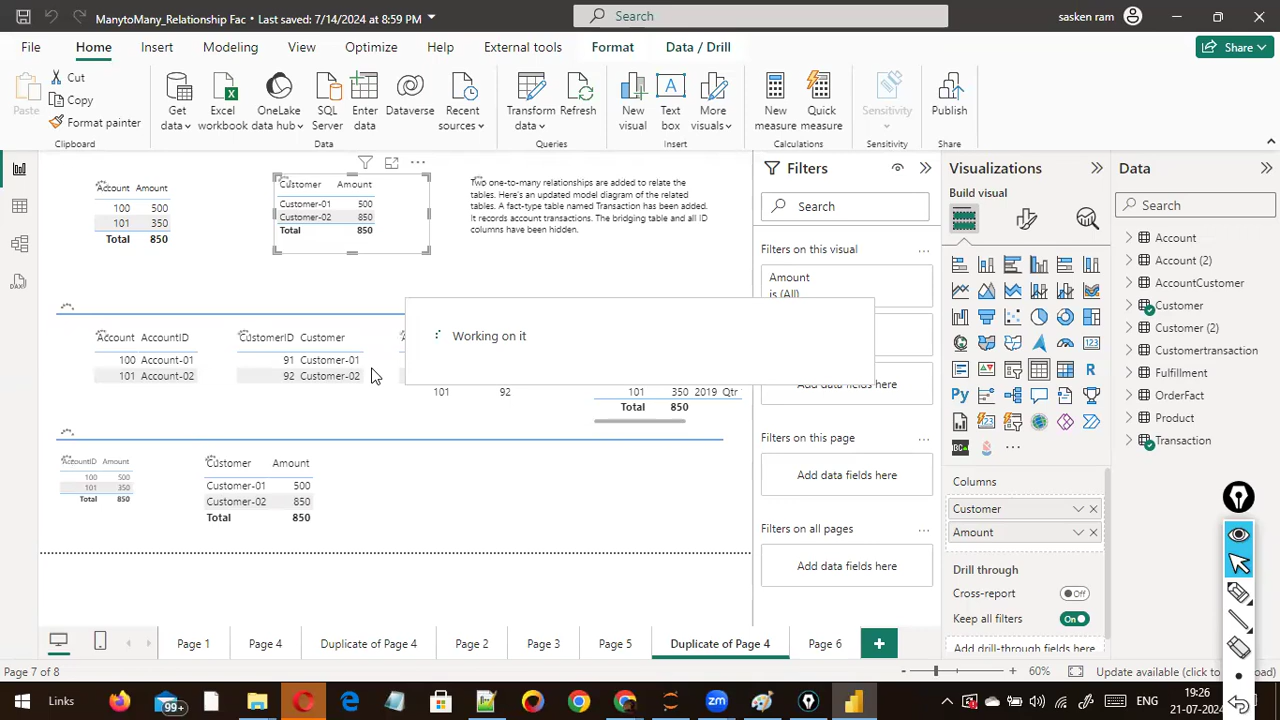 ManytoMany_Relationship Fac • Last saved: 7/14/2024 at 8:59 PM
Search
sasken ram
File
Home
Insert
Modeling
View
Optimize
Help
External tools
Format
Data / Drill
Share
Paste
Cut
Copy
Format painter
Clipboard
Get data
Excel workbook
OneLake data hub
SQL Server
Enter data
Dataverse
Recent sources
Data
Transform data
Refresh
Queries
New visual
Text box
More visuals
Insert
New measure
Quick measure
Calculations
Sensitivity
Sensitivity
Publish
Share
Account Amount
100 500
101 350
Total 850
Customer Amount
Customer-01 500
Customer-02 850
Total 850
Two one-to-many relationships are added to relate the
tables. Here's an updated model diagram of the related
tables. A fact-type table named Transaction has been added.
It records account transactions. The bridging table and all ID
columns have been hidden.
Account AccountID
100 Account-01
101 Account-02
CustomerID Customer
91 Customer-01
92 Customer-02
101 92
101 350 2019 Qtr
Total 850
Working on it
AccountID Amount
100 500
101 350
Total 850
Customer Amount
Customer-01 500
Customer-02 850
Total 850
Filters
Search
Filters on this visual
Amount
is (All)
Add data fields here
Filters on this page
Add data fields here
Filters on all pages
Add data fields here
Visualizations
Build visual
Columns
Customer
Amount
Drill through
Cross-report
Off
Keep all filters
On
Add drill-through fields here
Data
Search
Account
Account (2)
AccountCustomer
Customer
Customer (2)
Customertransaction
Fulfillment
OrderFact
Product
Transaction
Page 1
Page 4
Duplicate of Page 4
Page 2
Page 3
Page 5
Duplicate of Page 4
Page 6
Page 7 of 8
60%
Update available (click to
Links
99+
ENG
19:26
21-07-2024